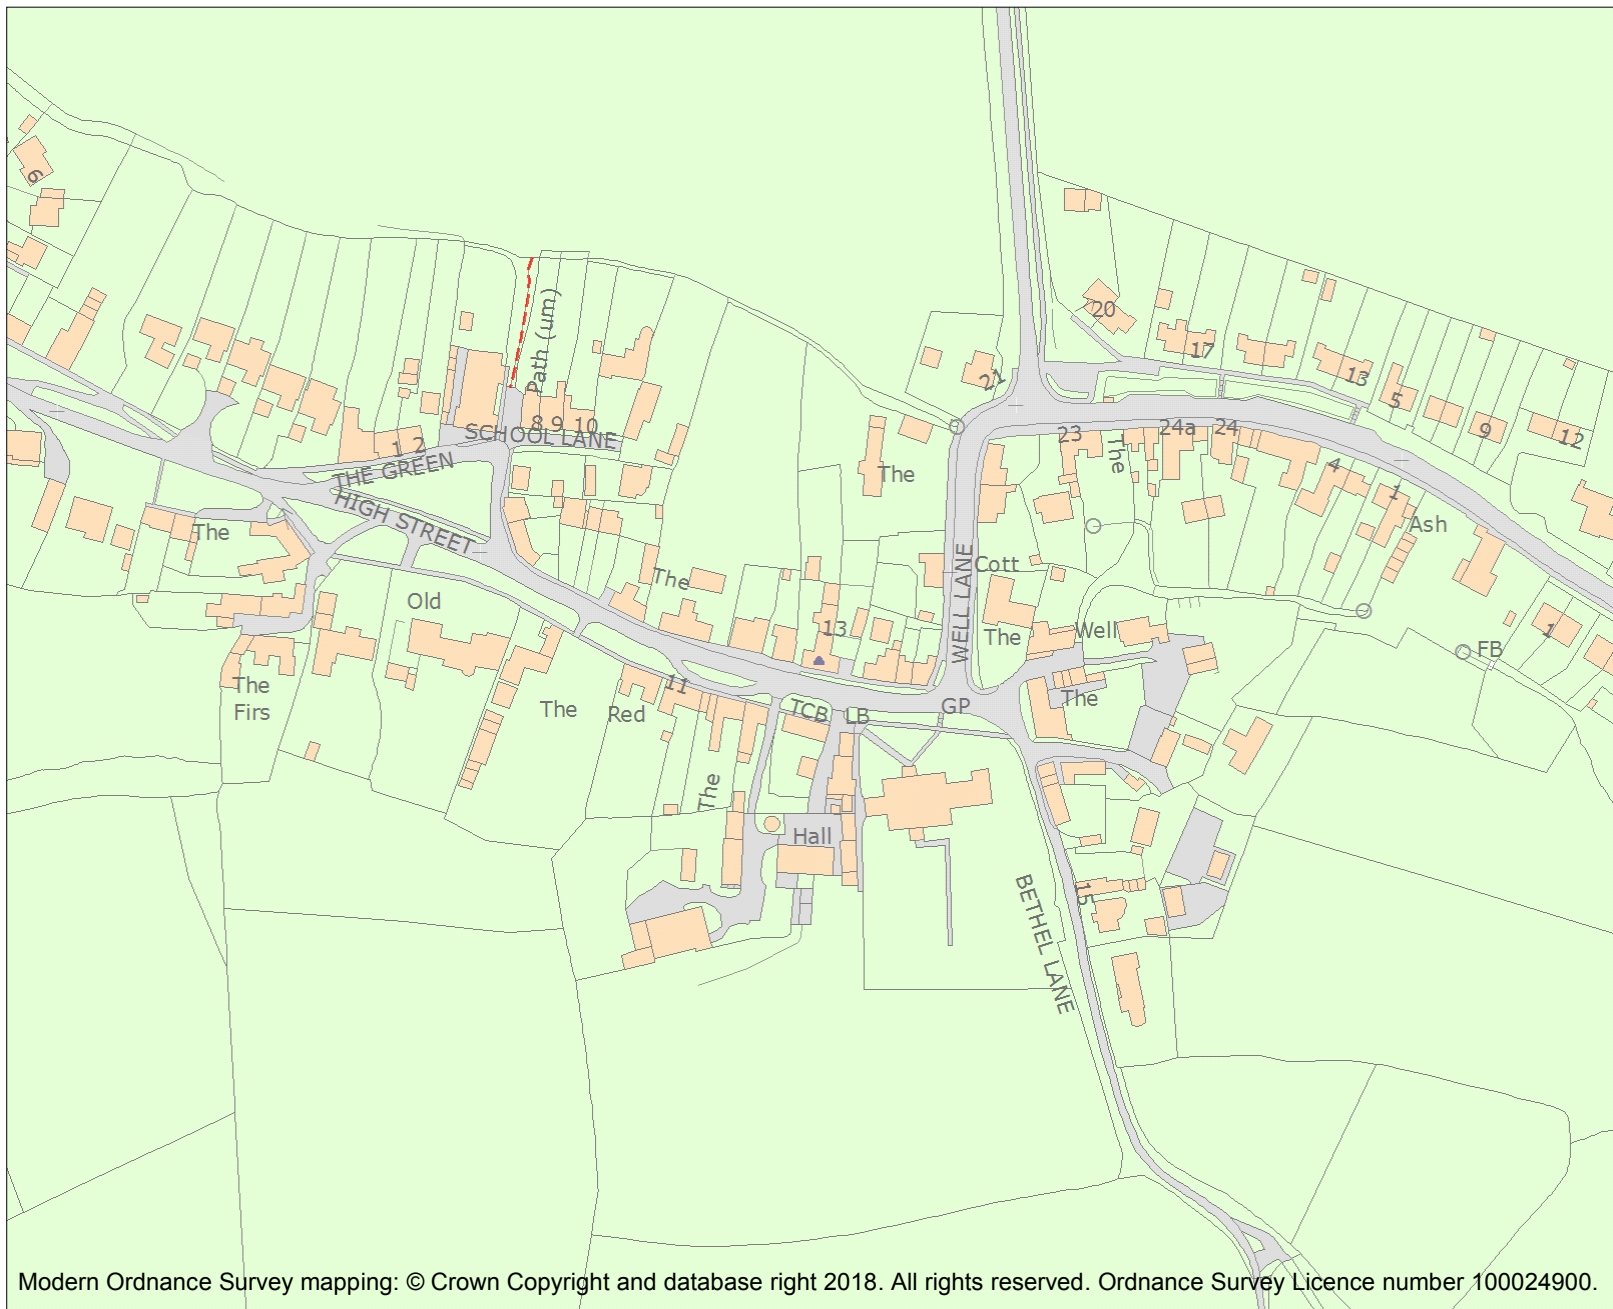 6
Path (um)
20
17
13
5
9
12
21
8 9 10
1 2
SCHOOL LANE
THE GREEN
HIGH STREET
23
The
24a
24
4
1
Ash
The
The
The
Cott
WELL LANE
Old
13
The
Well
1
FB
The
Firs
The
Red
11
TCB
LB
GP
The
The
Hall
15
BETHEL LANE
Modern Ordnance Survey mapping: © Crown Copyright and database right 2018. All rights reserved. Ordnance Survey Licence number 100024900.